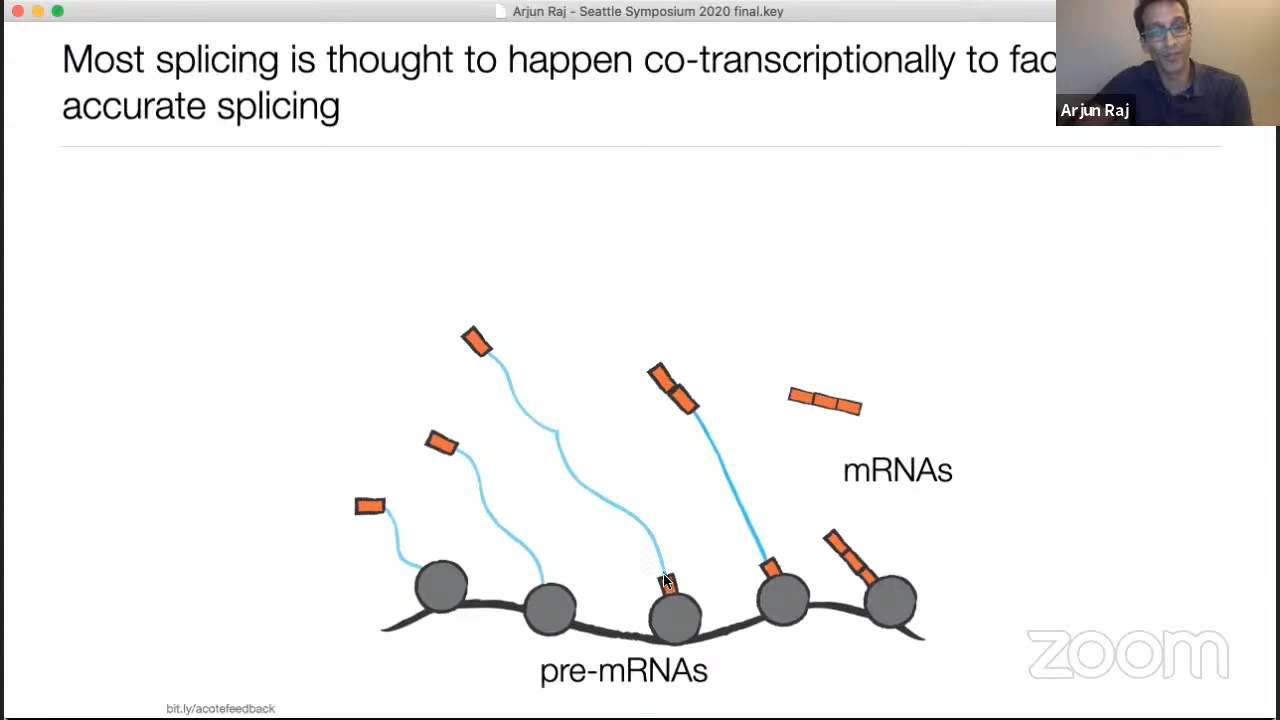 Arjun Raj - Seattle Symposium 2020 final.key
Most splicing is thought to happen co-transcriptionally to
accurate splicing
Arjun Raj
mRNAs
pre-mRNAs
zoom
bit.ly/acotefeedback